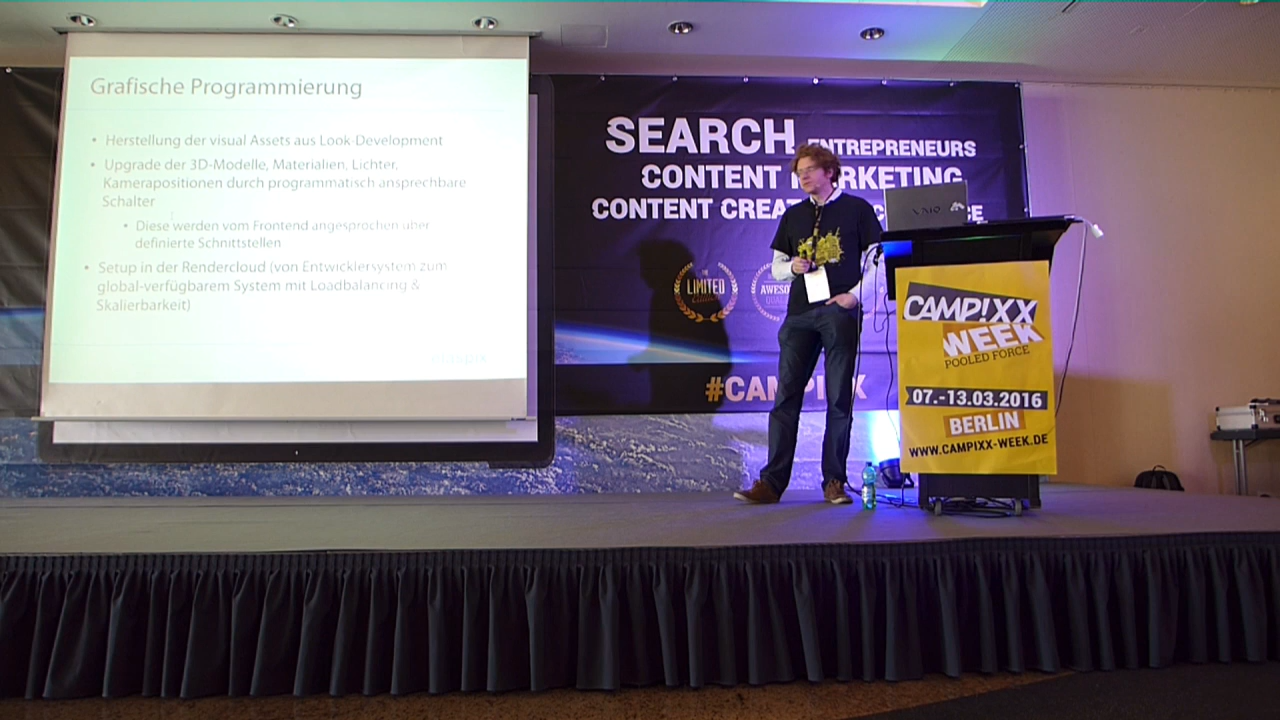 Grafische Programmierung
• Herstellung der visual Assets aus Look-Development
• Upgrade der 3D-Modelle, Materialien, Lichter,
Kamerapositionen durch programmatisch ansprechbare
Schalter
• Diese werden vom Frontend angesprochen über
definierte Schnittstellen
• Setup in der Rendercloud (von Entwicklersystem zum
global-verfügbarem System mit Loadbalancing &
Skalierbarkeit)
SEARCH ENTREPRENEURS
CONTENT
CONTENT
THE
LIMITED
#CAMPIXX
VAIO
CAMP!XX
WEEK
POOLED FORCE
07.-13.03.2016
BERLIN
WWW.CAMPIXX-WEEK.DE